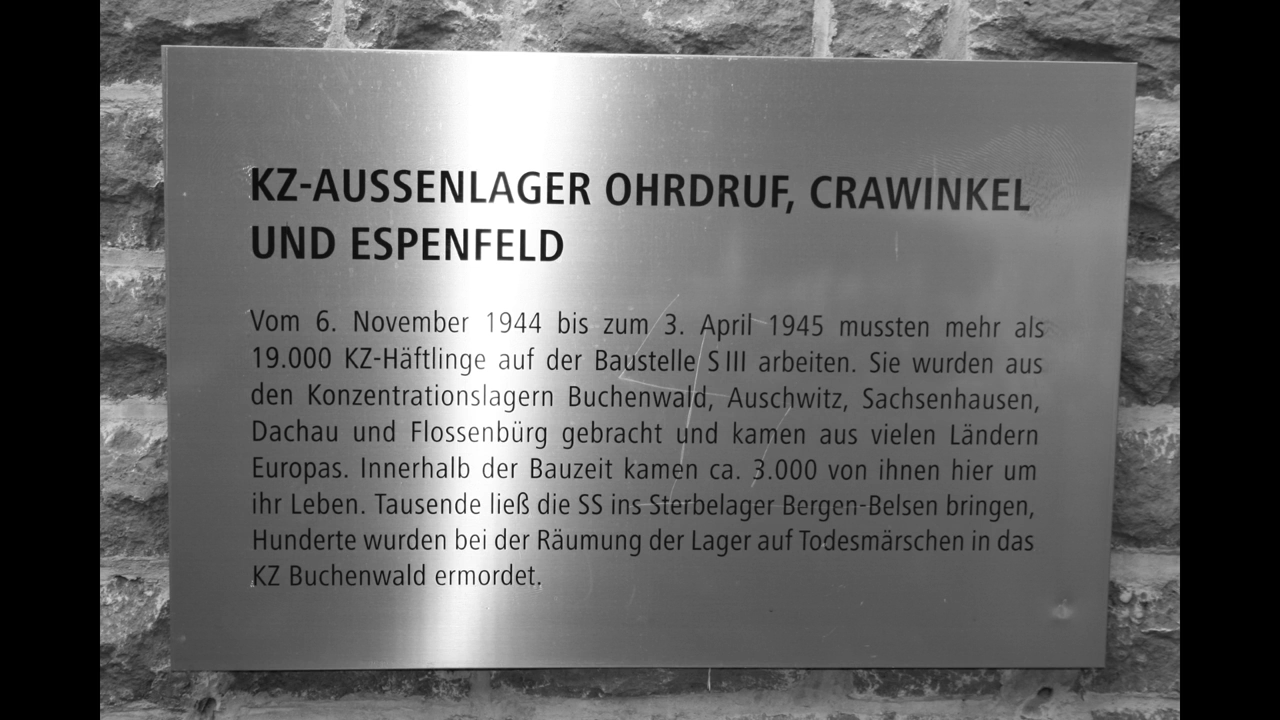 KZ-AUSSENLAGER OHRDRUF, CRAWINKEL
UND ESPENFELD
Vom 6. November 1944 bis zum 3. April 1945 mussten mehr als
19.000 KZ-Häftlinge auf der Baustelle S III arbeiten. Sie wurden aus
den Konzentrationslagern Buchenwald, Auschwitz, Sachsenhausen,
Dachau und Flossenbürg gebracht und kamen aus vielen Ländern
Europas. Innerhalb der Bauzeit kamen ca. 3.000 von ihnen hier um
ihr Leben. Tausende ließ die SS ins Sterbelager Bergen-Belsen bringen,
Hunderte wurden bei der Räumung der Lager auf Todesmärschen in das
KZ Buchenwald ermordet.